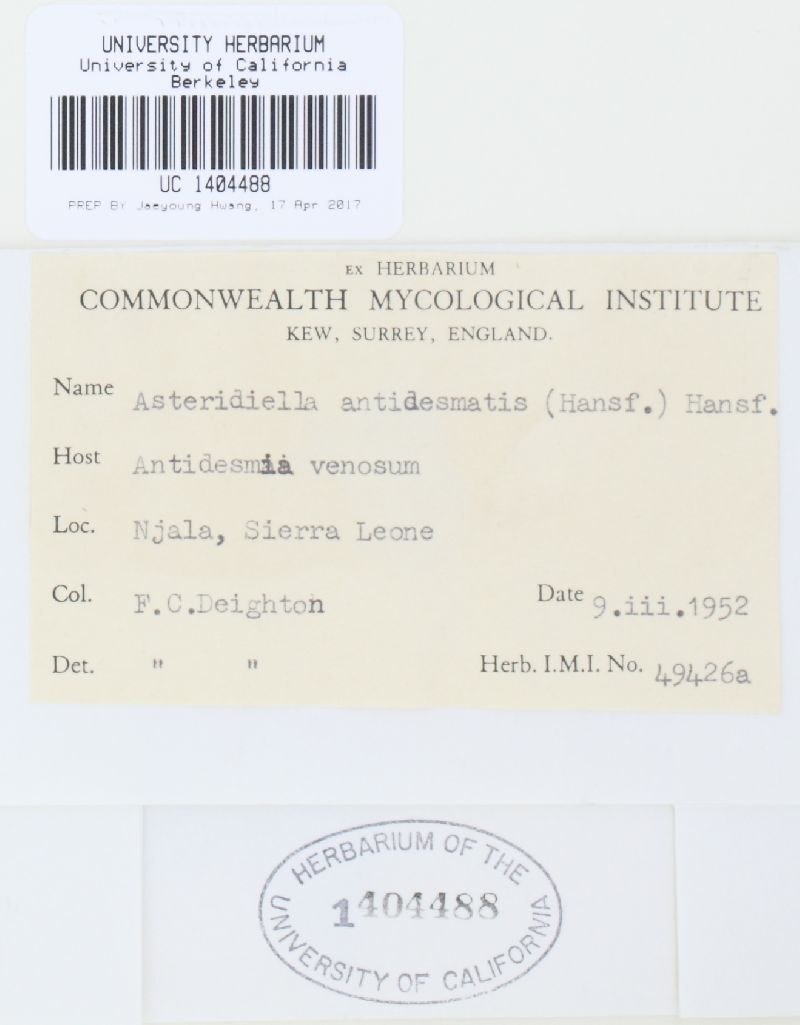 UNIVERSITY HERBARIUM
University of California
Berkeley
UC 1404488
PREP BY Jaeyoung Hwang, 17 Apr 2017
EX HERBARIUM
COMMONWEALTH MYCOLOGICAL INSTITUTE
KEW, SURREY, ENGLAND.
Name Asteridiella antidesmatis (Hansf.) Hansf.
Host Antidesmia venosum
Loc. Njala, Sierra Leone
Col. F.C.Deighton Date 9.iii.1952
Det. " " Herb. I.M.I. No. 49426a
HERBARIUM OF THE
1404488
UNIVERSITY OF CALIFORNIA